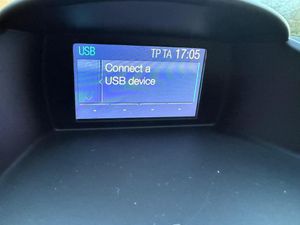 USB TP TA 17:05
Connect a
USB device